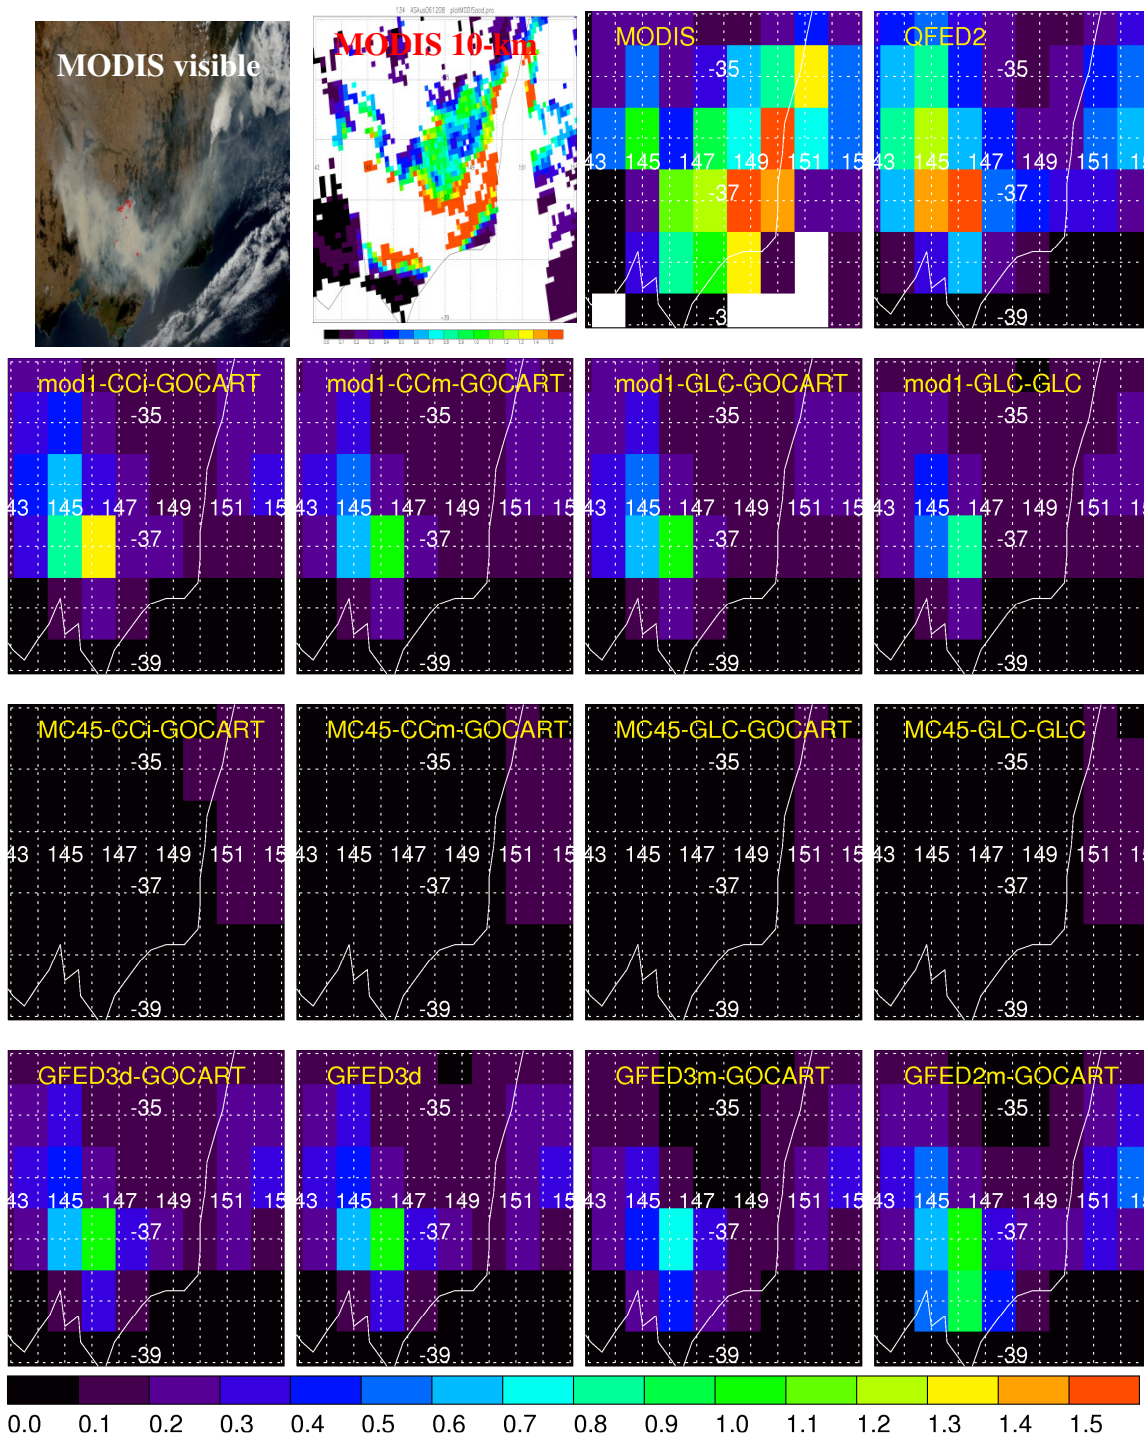 134 ASAus061208 plotMODISaod.pro
MODIS visible
MODIS 10-km
MODIS
QFED2
-35 -35
43 145 147 149 151 15 43 145 147 149 151 15
-37 -37
-3 -39
mod1-CCi-GOCART mod1-CCm-GOCART mod1-GLC-GOCART mod1-GLC-GLC
-35 -35 -35 -35
43 145 147 149 151 15 43 145 147 149 151 15 43 145 147 149 151 15 43 145 147 149 151 15
-37 -37 -37 -37
-39 -39 -39 -39
MC45-CCi-GOCART MC45-CCm-GOCART MC45-GLC-GOCART MC45-GLC-GLC
-35 -35 -35 -35
43 145 147 149 151 15 43 145 147 149 151 15 43 145 147 149 151 15 43 145 147 149 151 15
-37 -37 -37 -37
-39 -39 -39 -39
GFED3d-GOCART GFED3d GFED3m-GOCART GFED2m-GOCART
-35 -35 -35 -35
43 145 147 149 151 15 43 145 147 149 151 15 43 145 147 149 151 15 43 145 147 149 151 15
-37 -37 -37 -37
-39 -39 -39 -39
0.0 0.1 0.2 0.3 0.4 0.5 0.6 0.7 0.8 0.9 1.0 1.1 1.2 1.3 1.4 1.5